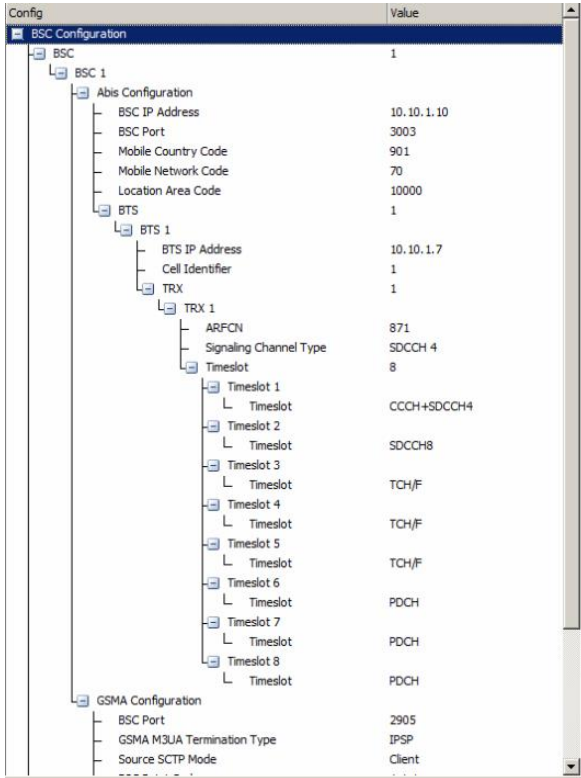 Config Value
BSC Configuration
BSC 1
BSC 1
Abis Configuration
BSC IP Address 10.10.1.10
BSC Port 3003
Mobile Country Code 901
Mobile Network Code 70
Location Area Code 10000
BTS 1
BTS 1
BTS IP Address 10.10.1.7
Cell Identifier 1
TRX 1
TRX 1
ARFCN 871
Signaling Channel Type SDCCH 4
Timeslot 8
Timeslot 1
Timeslot CCCH+SDCCH4
Timeslot 2
Timeslot SDCCH8
Timeslot 3
Timeslot TCH/F
Timeslot 4
Timeslot TCH/F
Timeslot 5
Timeslot TCH/F
Timeslot 6
Timeslot PDCH
Timeslot 7
Timeslot PDCH
Timeslot 8
Timeslot PDCH
GSMA Configuration
BSC Port 2905
GSMA M3UA Termination Type IPSP
Source SCTP Mode Client